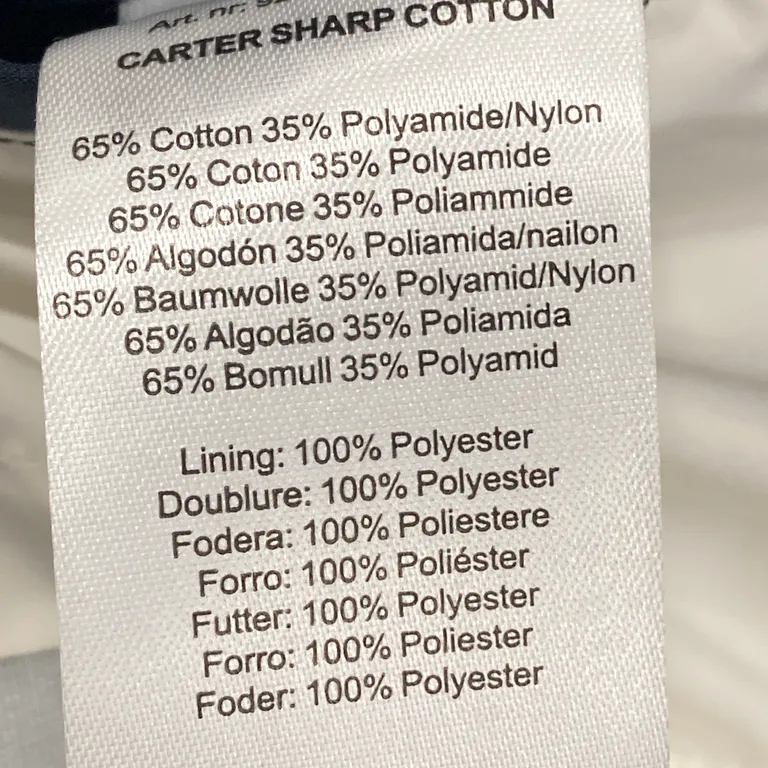 Art. nr:
CARTER SHARP COTTON
65% Cotton 35% Polyamide/Nylon
65% Coton 35% Polyamide
65% Cotone 35% Poliammide
65% Algodón 35% Poliamida/nailon
65% Baumwolle 35% Polyamid/Nylon
65% Algodão 35% Poliamida
65% Bomull 35% Polyamid
Lining: 100% Polyester
Doublure: 100% Polyester
Fodera: 100% Poliestere
Forro: 100% Poliéster
Futter: 100% Polyester
Forro: 100% Poliester
Foder: 100% Polyester